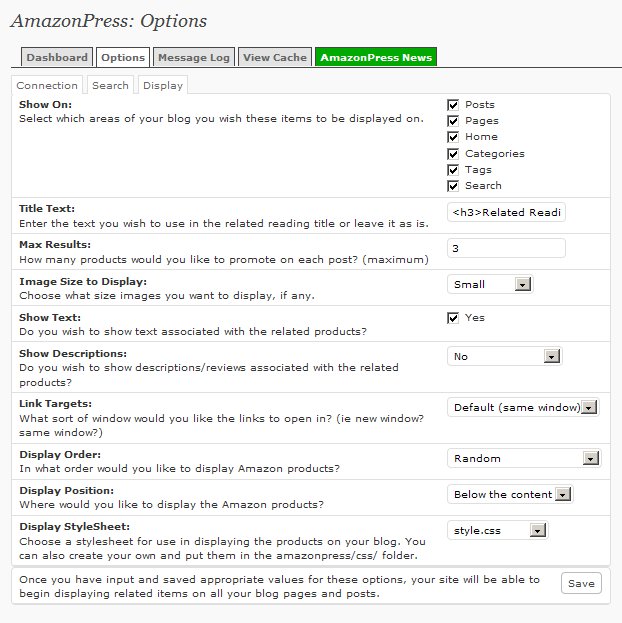 AmazonPress: Options
Dashboard Options Message Log View Cache AmazonPress News
Connection Search Display
Show On:
Select which areas of your blog you wish these items to be displayed on.
Posts
Pages
Home
Categories
Tags
Search
Title Text:
Enter the text you wish to use in the related reading title or leave it as is.
<h3>Related Readi
Max Results:
How many products would you like to promote on each post? (maximum)
3
Image Size to Display:
Choose what size images you want to display, if any.
Small
Show Text:
Do you wish to show text associated with the related products?
Yes
Show Descriptions:
Do you wish to show descriptions/reviews associated with the related
products?
No
Link Targets:
What sort of window would you like the links to open in? (ie new window?
same window?)
Default (same window)
Display Order:
In what order would you like to display Amazon products?
Random
Display Position:
Where would you like to display the Amazon products?
Below the content
Display StyleSheet:
Choose a stylesheet for use in displaying the products on your blog. You
can also create your own and put them in the amazonpress/css/ folder.
style.css
Once you have input and saved appropriate values for these options, your site will be able to
begin displaying related items on all your blog pages and posts.
Save